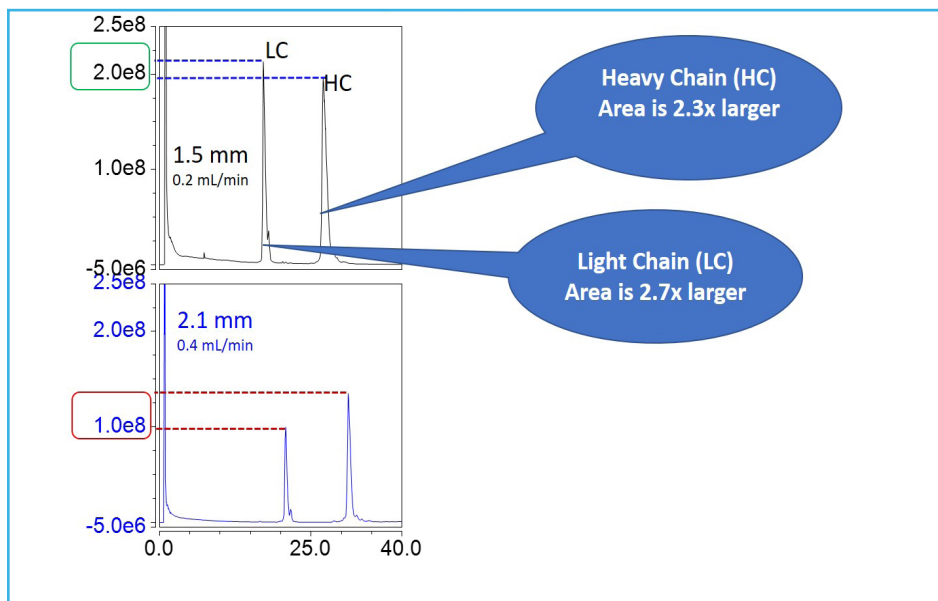 2.5e8
2.0e8
1.0e8
-5.0e6
LC
HC
1.5 mm
0.2 mL/min
Heavy Chain (HC)
Area is 2.3x larger
Light Chain (LC)
Area is 2.7x larger
2.5e8
2.0e8
1.0e8
-5.0e6
2.1 mm
0.4 mL/min
0.0
25.0
40.0